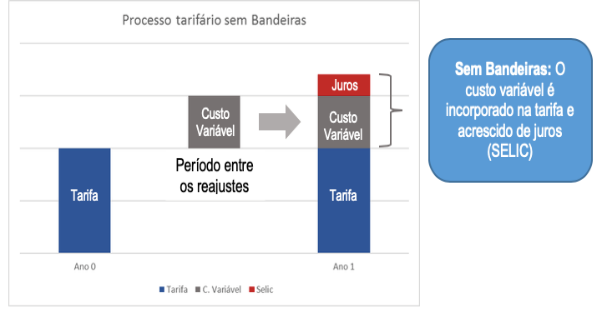 Processo tarifário sem Bandeiras
Juros
Custo
Variável
Custo
Variável
Período entre
os reajustes
Tarifa
Tarifa
Ano 0
Ano 1
Tarifa
C. Variável
Selic
Sem Bandeiras: O
custo variável é
incorporado na tarifa e
acrescido de juros
(SELIC)